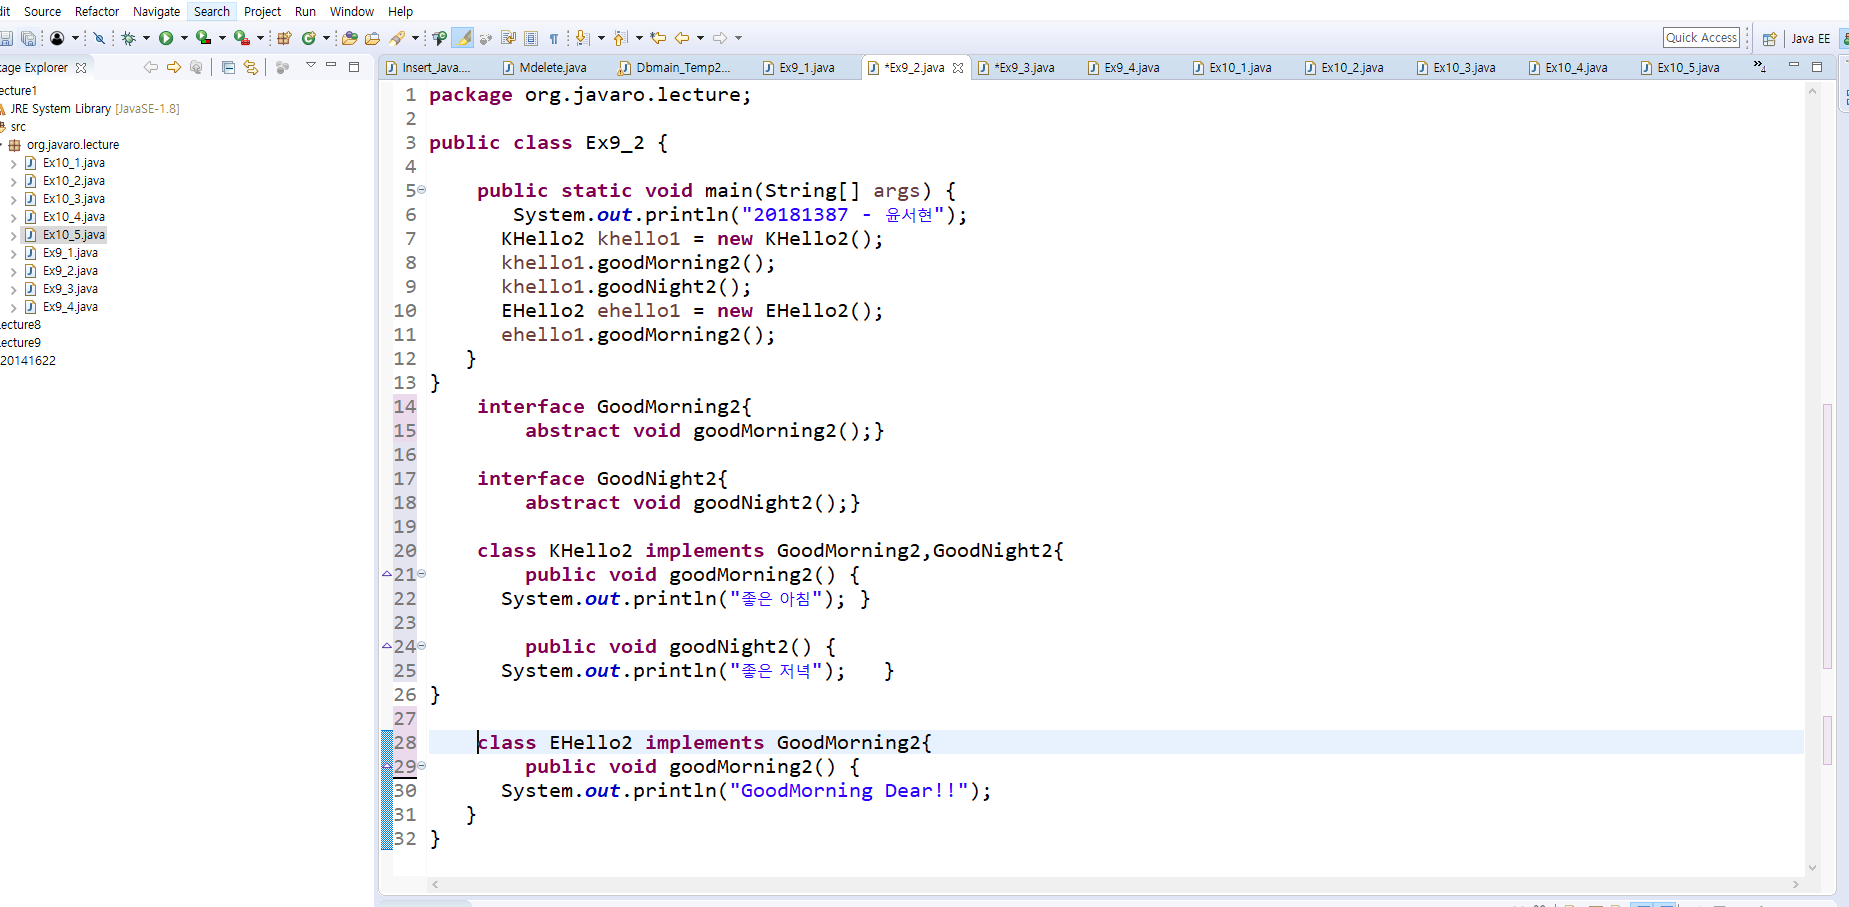 dit Source Refactor Navigate Search Project Run Window Help
Quick Access Java EE
kage Explorer
Insert_Java.... Mdelete.java Dbmain_Temp2... Ex9_1.java *Ex9_2.java *Ex9_3.java Ex9_4.java Ex10_1.java Ex10_2.java Ex10_3.java Ex10_4.java Ex10_5.java »4
ecture1
JRE System Library [JavaSE-1.8]
src
org.javaro.lecture
Ex10_1.java
Ex10_2.java
Ex10_3.java
Ex10_4.java
Ex10_5.java
Ex9_1.java
Ex9_2.java
Ex9_3.java
Ex9_4.java
ecture8
ecture9
20141622
1 package org.javaro.lecture;
2
3 public class Ex9_2 {
4
5 public static void main(String[] args) {
6 System.out.println("20181387 - 윤서현");
7 KHello2 khello1 = new KHello2();
8 khello1.goodMorning2();
9 khello1.goodNight2();
10 EHello2 ehello1 = new EHello2();
11 ehello1.goodMorning2();
12 }
13 }
14 interface GoodMorning2{
15 abstract void goodMorning2();}
16
17 interface GoodNight2{
18 abstract void goodNight2();}
19
20 class KHello2 implements GoodMorning2,GoodNight2{
21 public void goodMorning2() {
22 System.out.println("좋은 아침"); }
23
24 public void goodNight2() {
25 System.out.println("좋은 저녁"); }
26 }
27
28 class EHello2 implements GoodMorning2{
29 public void goodMorning2() {
30 System.out.println("GoodMorning Dear!!");
31 }
32 }